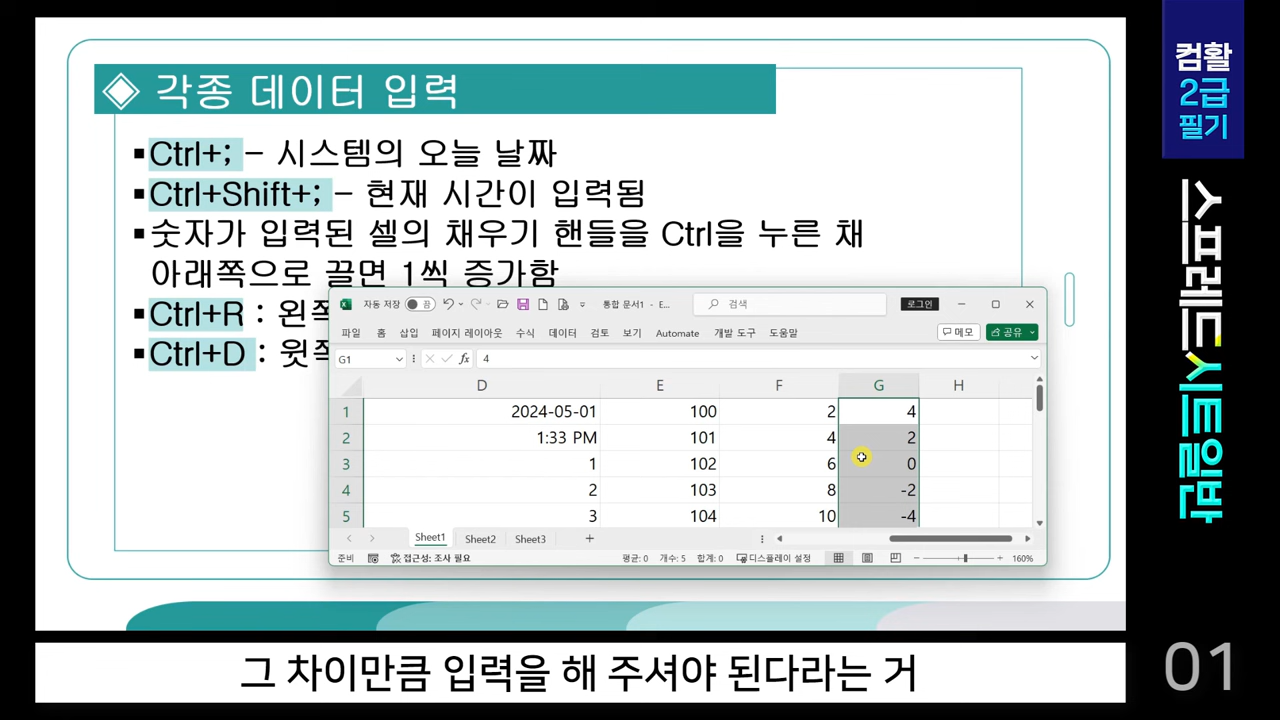 각종 데이터 입력
▪Ctrl+; – 시스템의 오늘 날짜
▪Ctrl+Shift+; – 현재 시간이 입력됨
▪숫자가 입력된 셀의 채우기 핸들을 Ctrl을 누른 채
아래쪽으로 끌면 1씩 증가함
▪Ctrl+R : 왼쪽
▪Ctrl+D : 윗쪽
자동 저장 끔 통합 문서1 - E... 검색 로그인
파일 홈 삽입 페이지 레이아웃 수식 데이터 검토 보기 Automate 개발 도구 도움말 메모 공유
G1 fx 4
D E F G H
1 2024-05-01 100 2 4
2 1:33 PM 101 4 2
3 1 102 6 0
4 2 103 8 -2
5 3 104 10 -4
Sheet1 Sheet2 Sheet3 +
준비 접근성: 조사 필요 평균: 0 개수: 5 합계: 0 디스플레이 설정 160%
그 차이만큼 입력을 해 주셔야 된다라는 거
컴활
2급
필기
스프레드시트일반
01